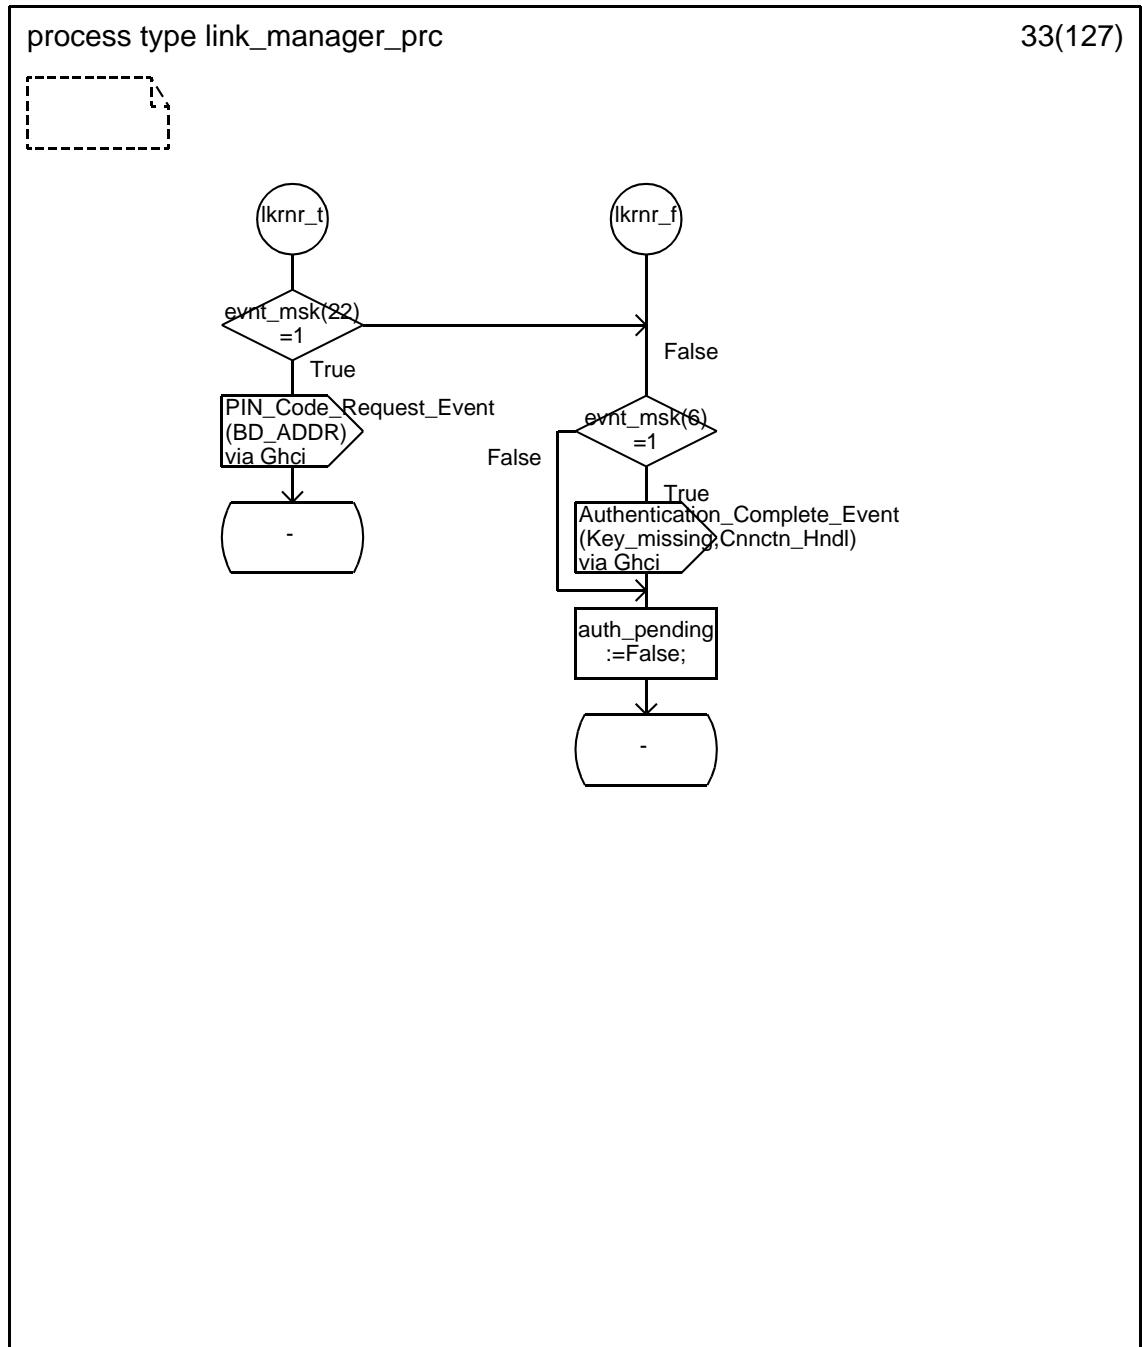 process type link_manager_prc
33(127)
lkrnr_t
lkrnr_f
evnt_msk(22)
=1
False
True
PIN_Code_Request_Event
(BD_ADDR)
via Ghci
-
evnt_msk(6)
=1
False
True
Authentication_Complete_Event
(Key_missing,Cnnctn_Hndl)
via Ghci
auth_pending
:=False;
-